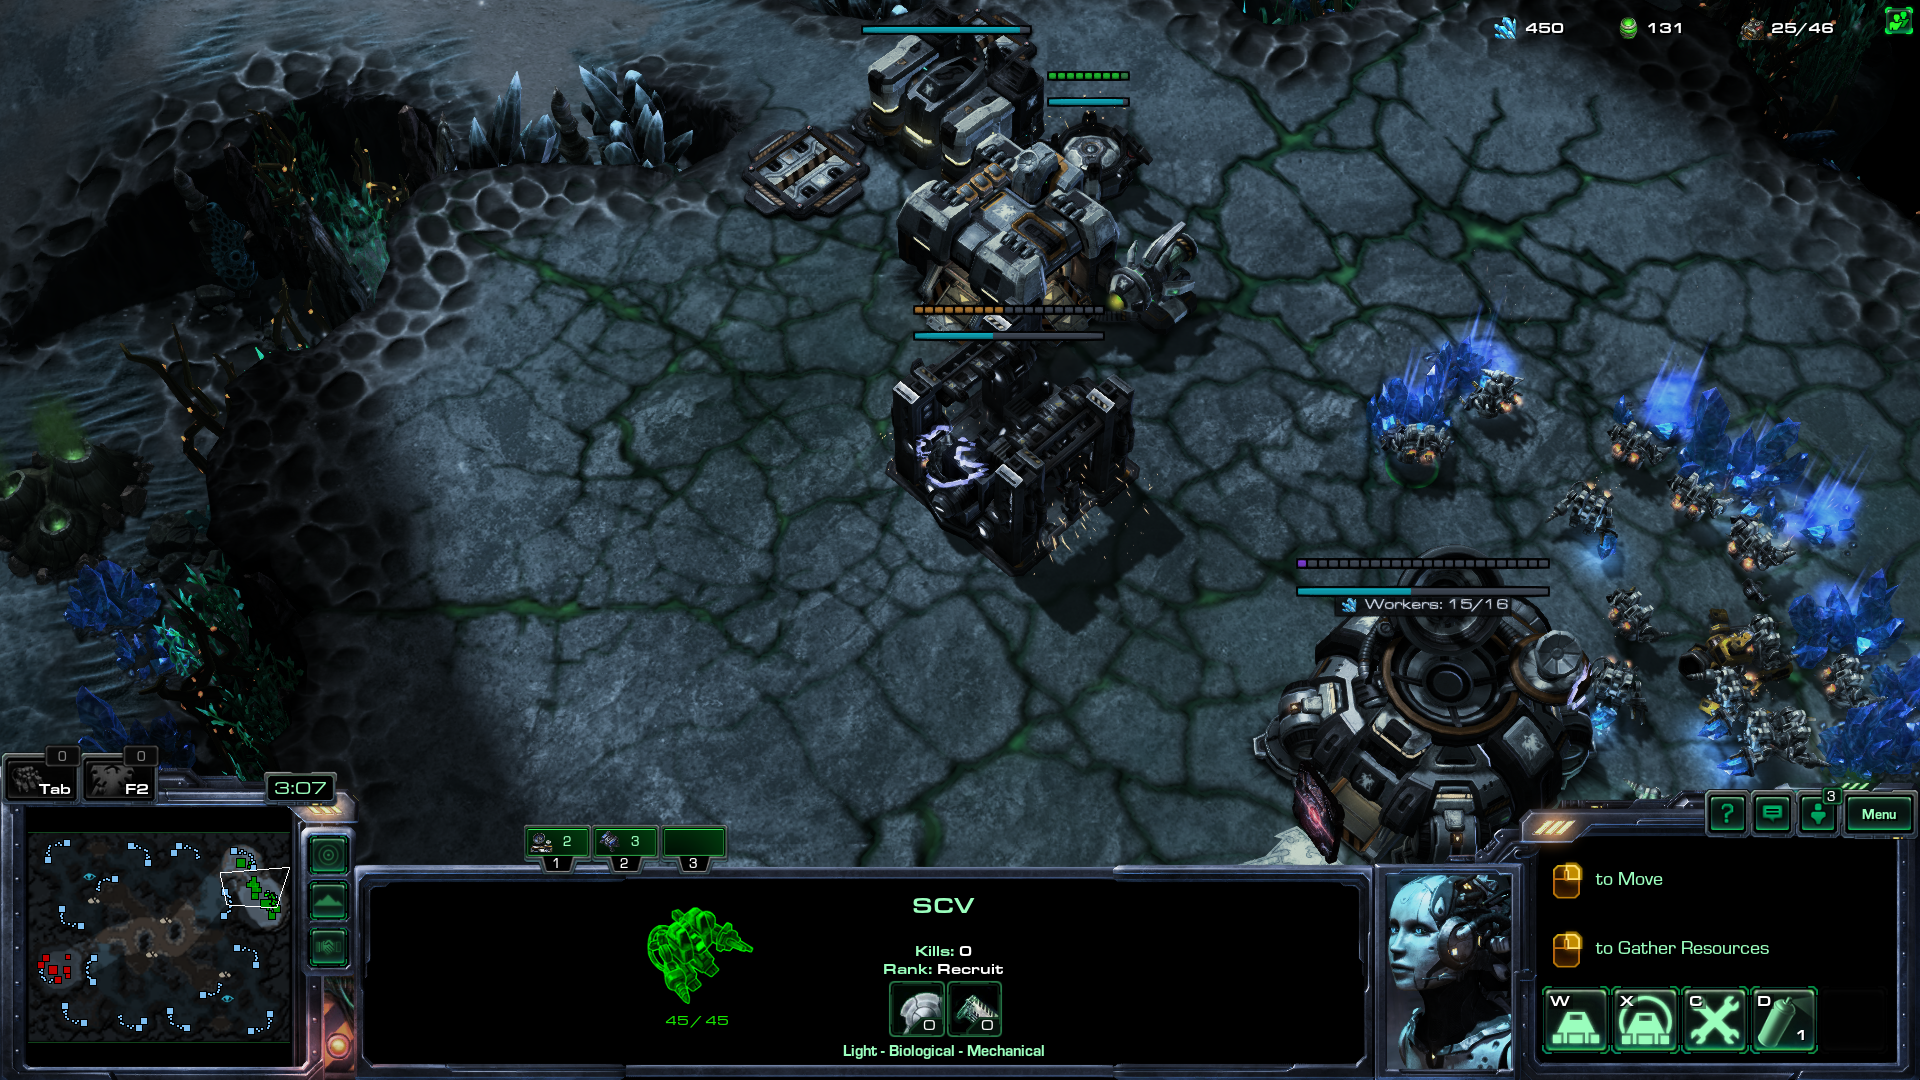 450
131
25/46
Workers: 15/16
0
0
Tab
F2
3:07
2
3
1
2
3
3
?
Menu
SCV
Kills: 0
Rank: Recruit
0
0
45/45
Light - Biological - Mechanical
to Move
to Gather Resources
W
X
C
D
1